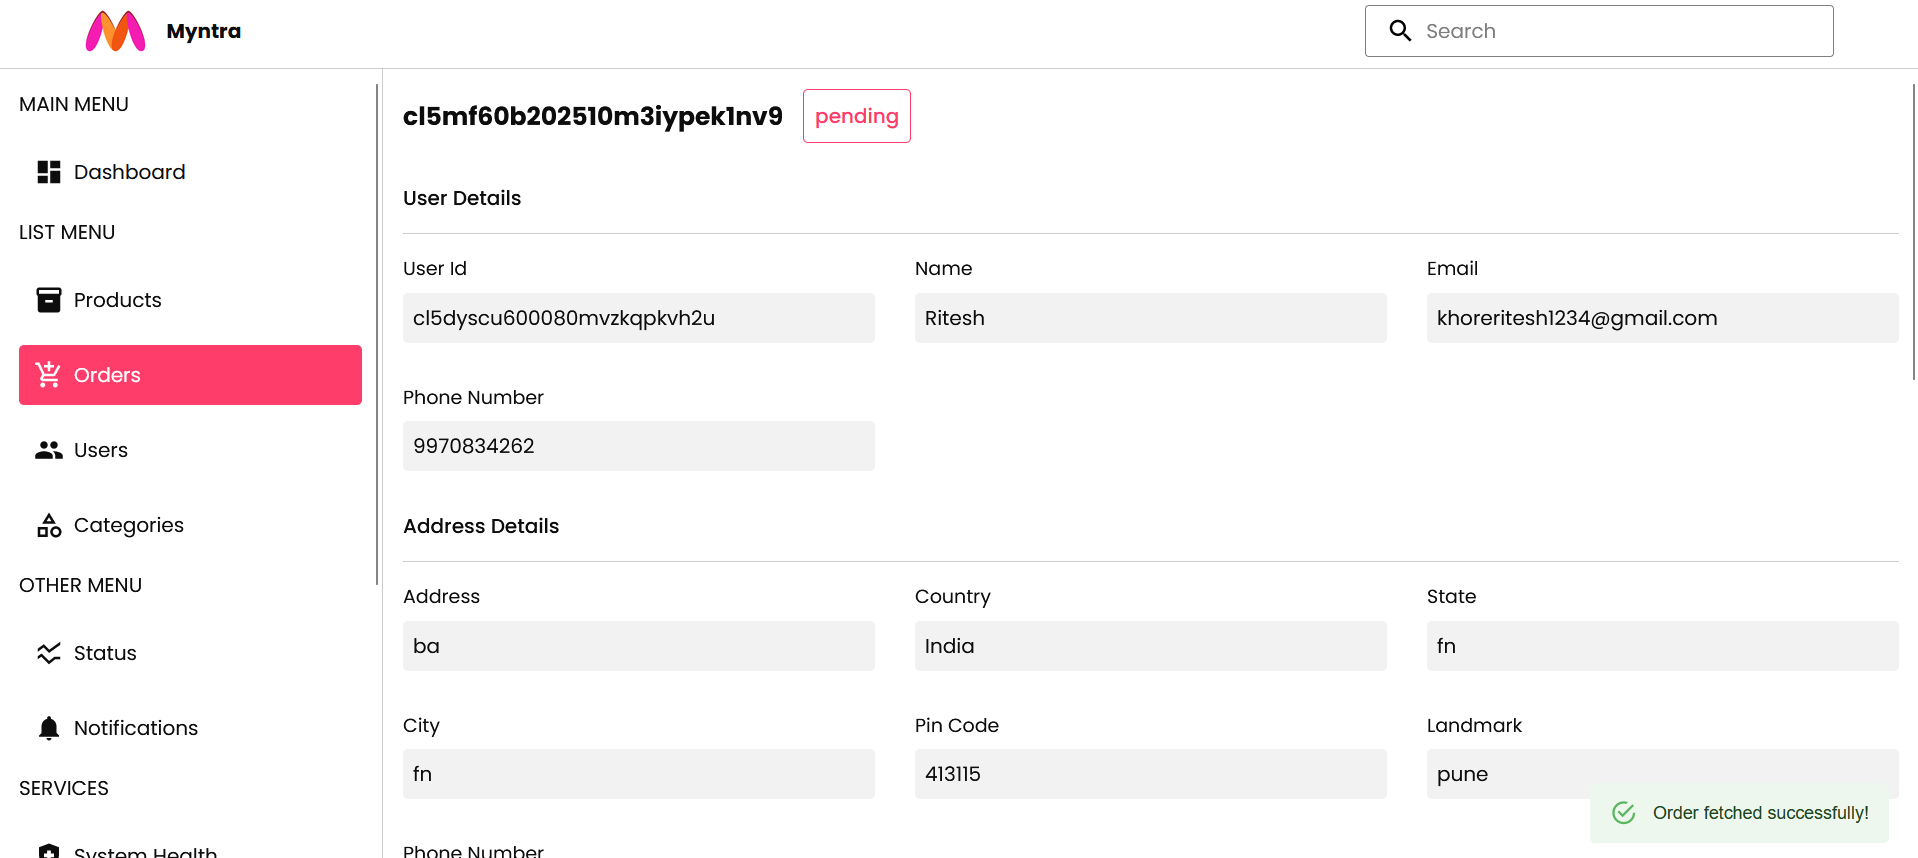 Myntra
Search
MAIN MENU
Dashboard
LIST MENU
Products
Orders
Users
Categories
OTHER MENU
Status
Notifications
SERVICES
System Health
cl5mf60b202510m3iypek1nv9 pending
User Details
User Id Name Email
cl5dyscu600080mvzkqpkvh2u Ritesh khoreritesh1234@gmail.com
Phone Number
9970834262
Address Details
Address Country State
ba India fn
City Pin Code Landmark
fn 413115 pune
Order fetched successfully!
Phone Number